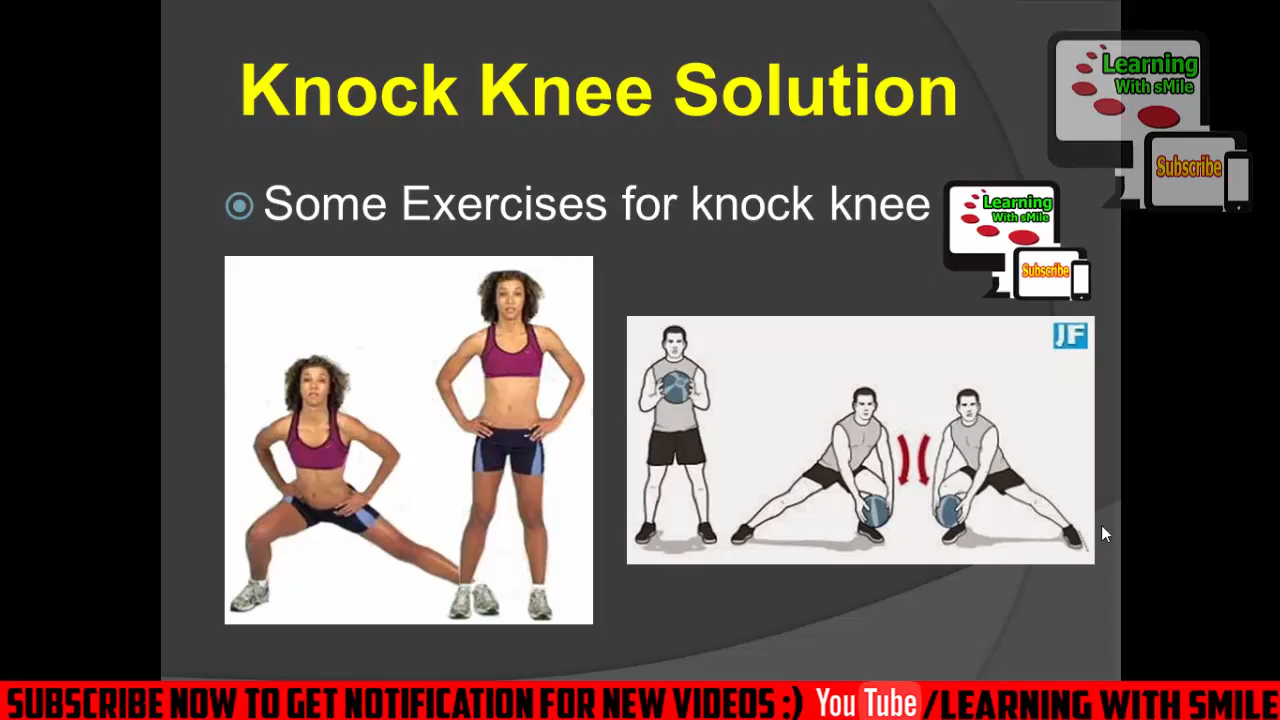 Knock Knee Solution
Learning
With sMile
Subscribe
Some Exercises for knock knee
Learning
With sMile
Subscribe
JF
SUBSCRIBE NOW TO GET NOTIFICATION FOR NEW VIDEOS :) YouTube/LEARNING WITH SMILE